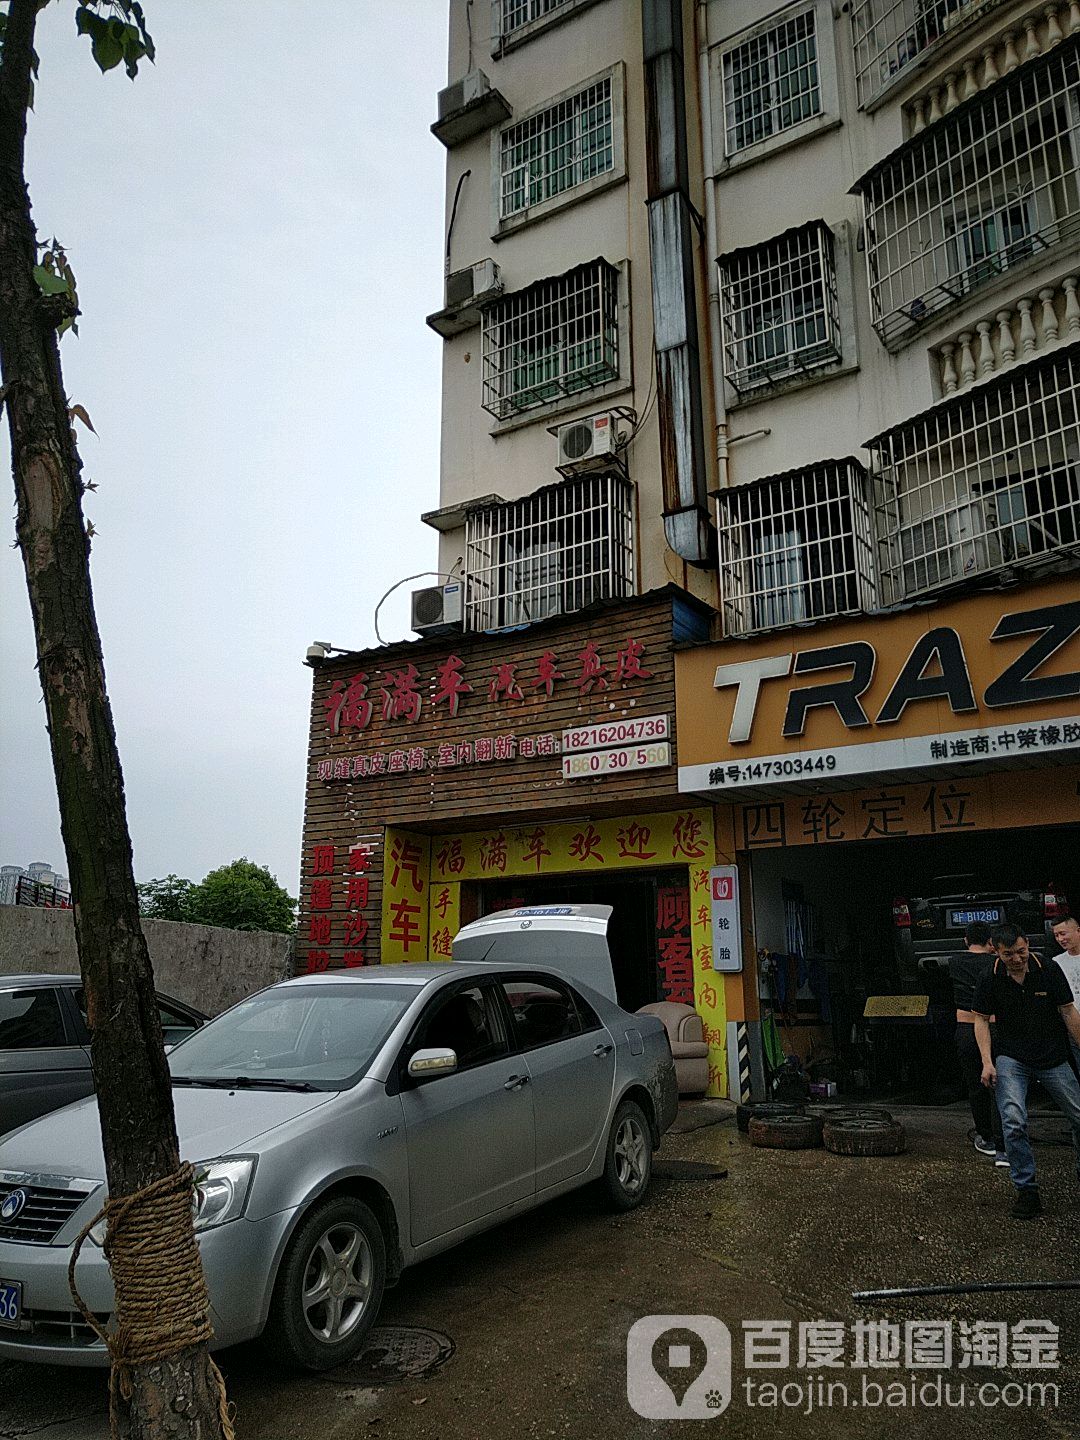 福满车 汽车真皮
现缝真皮座椅、室内翻新 电话:18216204736
18607307560
TRAZ
编号:147303449
制造商:中策橡胶
四轮定位
福满车欢迎您
汽车
手缝
顶篷地胶
家用沙发
顾客
汽车室内翻新
轮胎
B11280
36
百度地图淘金
taojin.baidu.com